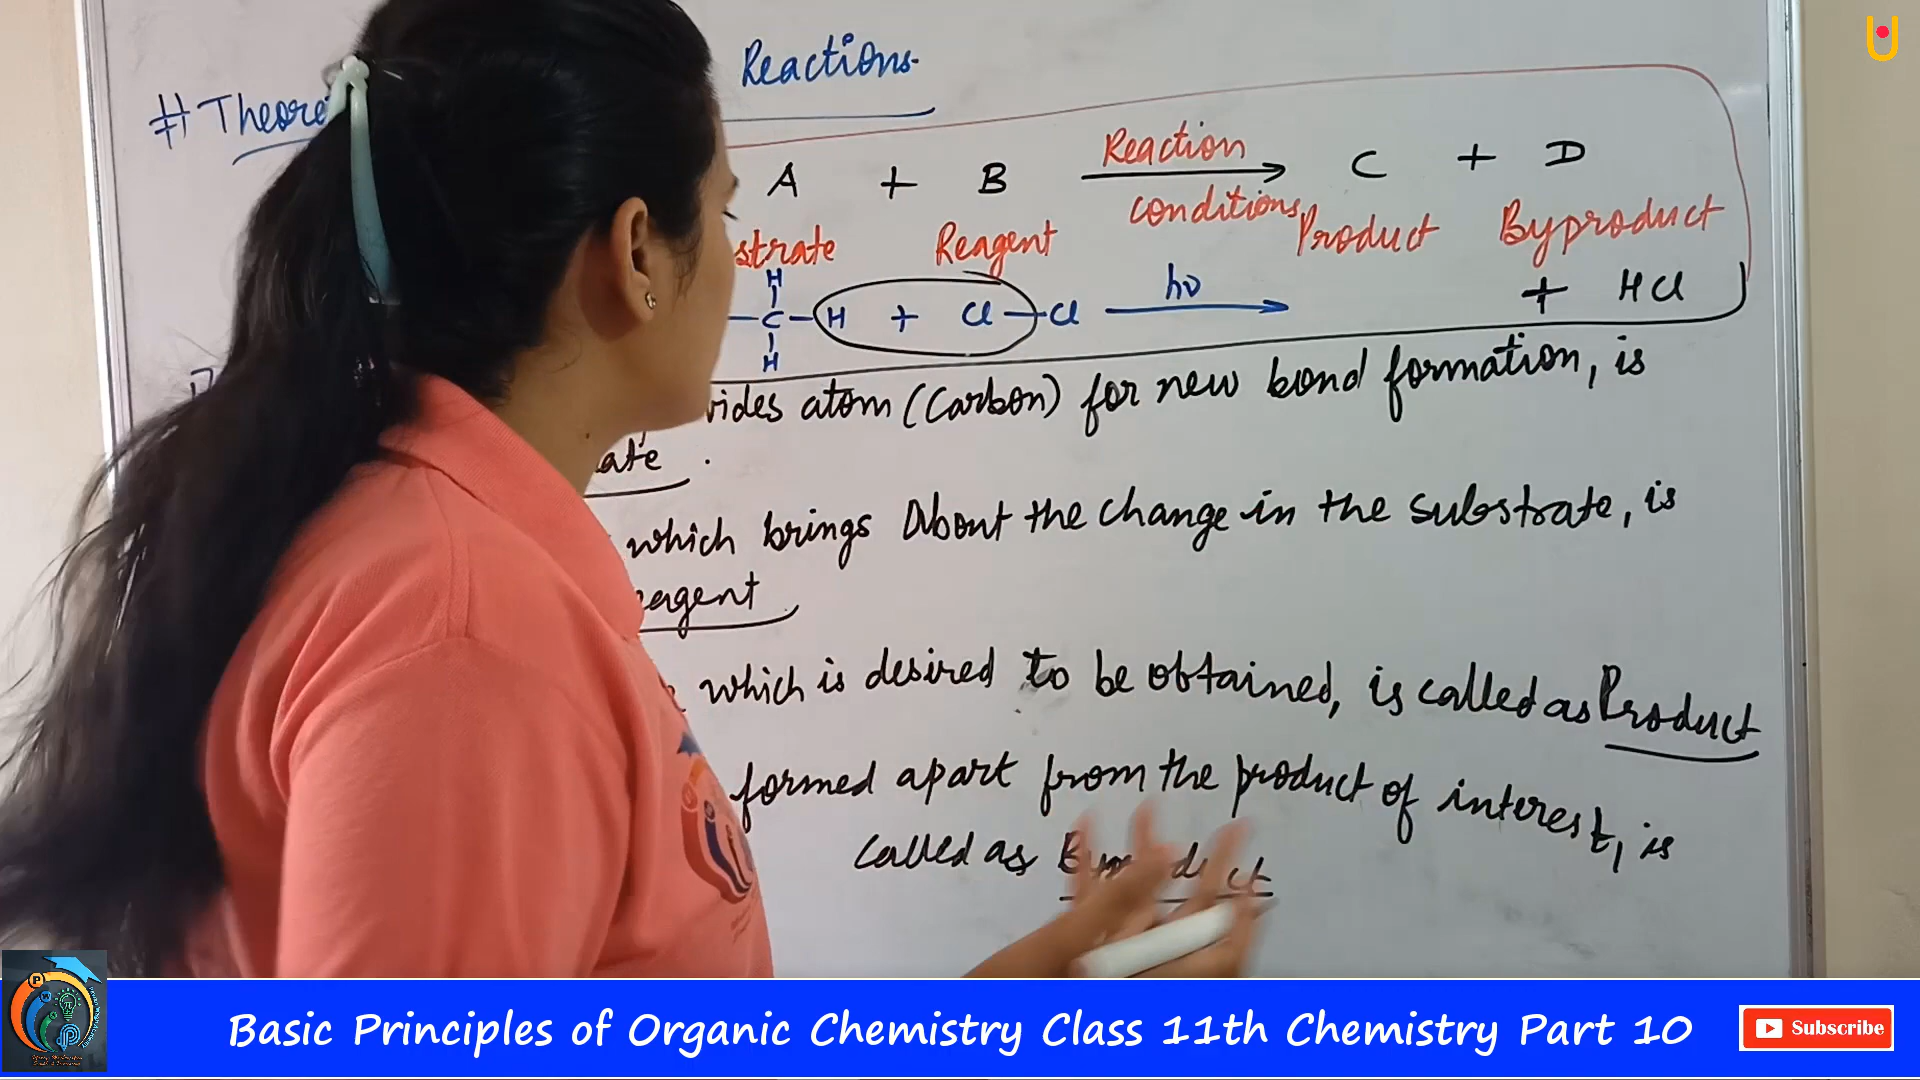 # Theore Reactions.
A + B Reaction conditions C + D
strate Reagent Product Byproduct
H
C H + Cl Cl hν + HCl
H
vides atom (Carbon) for new bond formation, is
ate.
which brings About the change in the substrate, is
eagent
which is desired to be obtained, is called as Product
formed apart from the product of interest, is
called as Byproduct
Basic Principles of Organic Chemistry Class 11th Chemistry Part 10
Subscribe